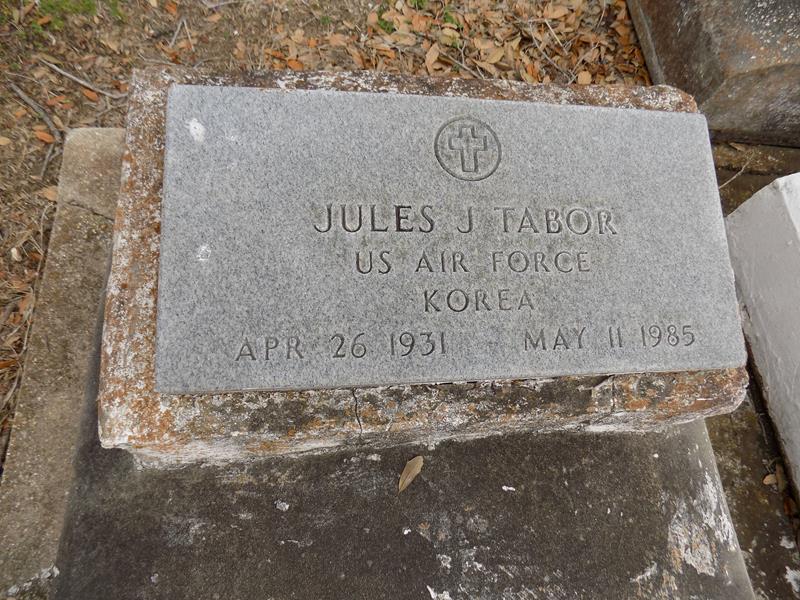 JULES J TABOR
US AIR FORCE
KOREA
APR 26 1931 MAY 11 1985